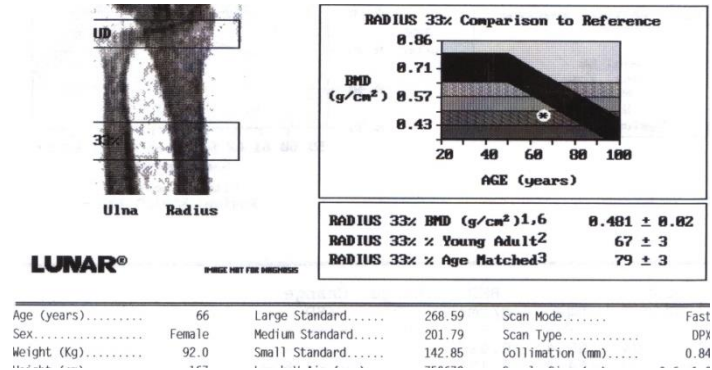 UD
33%
Ulna Radius
LUNAR®
IMAGE NOT FOR DIAGNOSIS
RADIUS 33% Comparison to Reference
BMD
(g/cm²)
0.86
0.71
0.57
0.43
20 40 60 80 100
AGE (years)
RADIUS 33% BMD (g/cm²)1,6 0.481 ± 0.02
RADIUS 33% % Young Adult2 67 ± 3
RADIUS 33% % Age Matched3 79 ± 3
Age (years)......... 66 Large Standard...... 268.59 Scan Mode....... Fast
Sex................. Female Medium Standard..... 201.79 Scan Type............ DPX
Weight (Kg)......... 92.0 Small Standard...... 142.85 Collimation (mm)..... 0.84